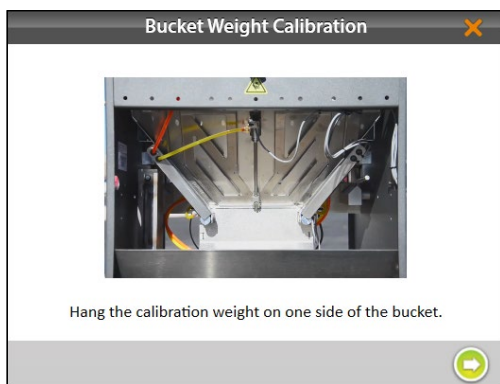 Bucket Weight Calibration
Hang the calibration weight on one side of the bucket.